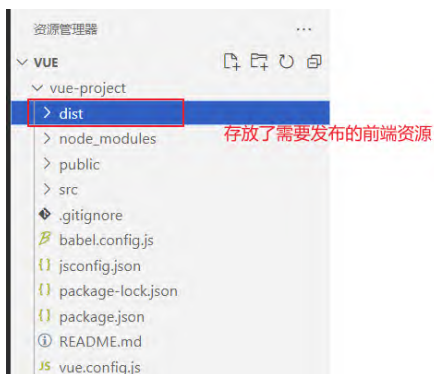 资源管理器
VUE
vue-project
dist
node_modules
存放了需要发布的前端资源
public
src
.gitignore
babel.config.js
{} jsconfig.json
{} package-lock.json
{} package.json
README.md
JS vue.config.js